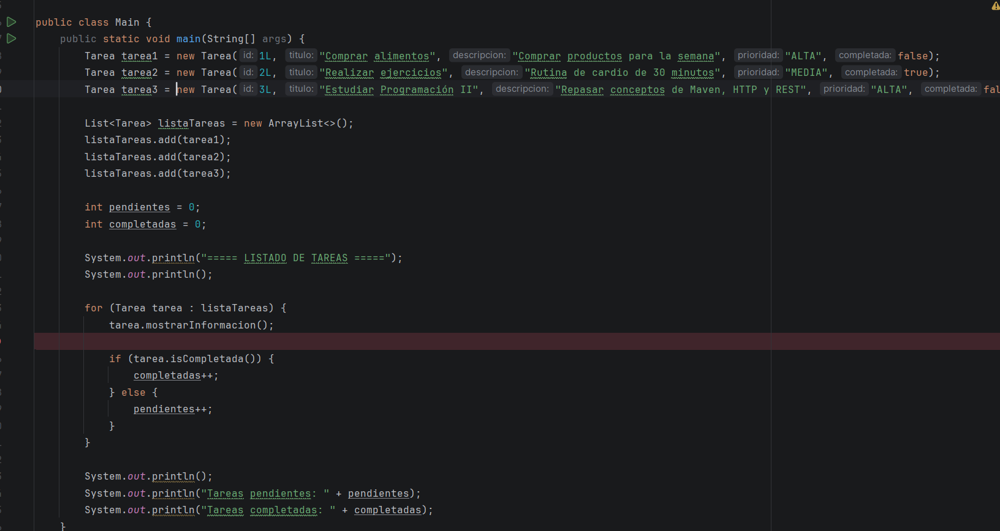 public class Main {
public static void main(String[] args) {
Tarea tarea1 = new Tarea( id: 1L, titulo: "Comprar alimentos", descripcion: "Comprar productos para la semana", prioridad: "ALTA", completada: false);
Tarea tarea2 = new Tarea( id: 2L, titulo: "Realizar ejercicios", descripcion: "Rutina de cardio de 30 minutos", prioridad: "MEDIA", completada: true);
Tarea tarea3 = new Tarea( id: 3L, titulo: "Estudiar Programación II", descripcion: "Repasar conceptos de Maven, HTTP y REST", prioridad: "ALTA", completada: fal
List<Tarea> listaTareas = new ArrayList<>();
listaTareas.add(tarea1);
listaTareas.add(tarea2);
listaTareas.add(tarea3);
int pendientes = 0;
int completadas = 0;
System.out.println("===== LISTADO DE TAREAS =====");
System.out.println();
for (Tarea tarea : listaTareas) {
tarea.mostrarInformacion();
if (tarea.isCompletada()) {
completadas++;
} else {
pendientes++;
}
}
System.out.println();
System.out.println("Tareas pendientes: " + pendientes);
System.out.println("Tareas completadas: " + completadas);
}